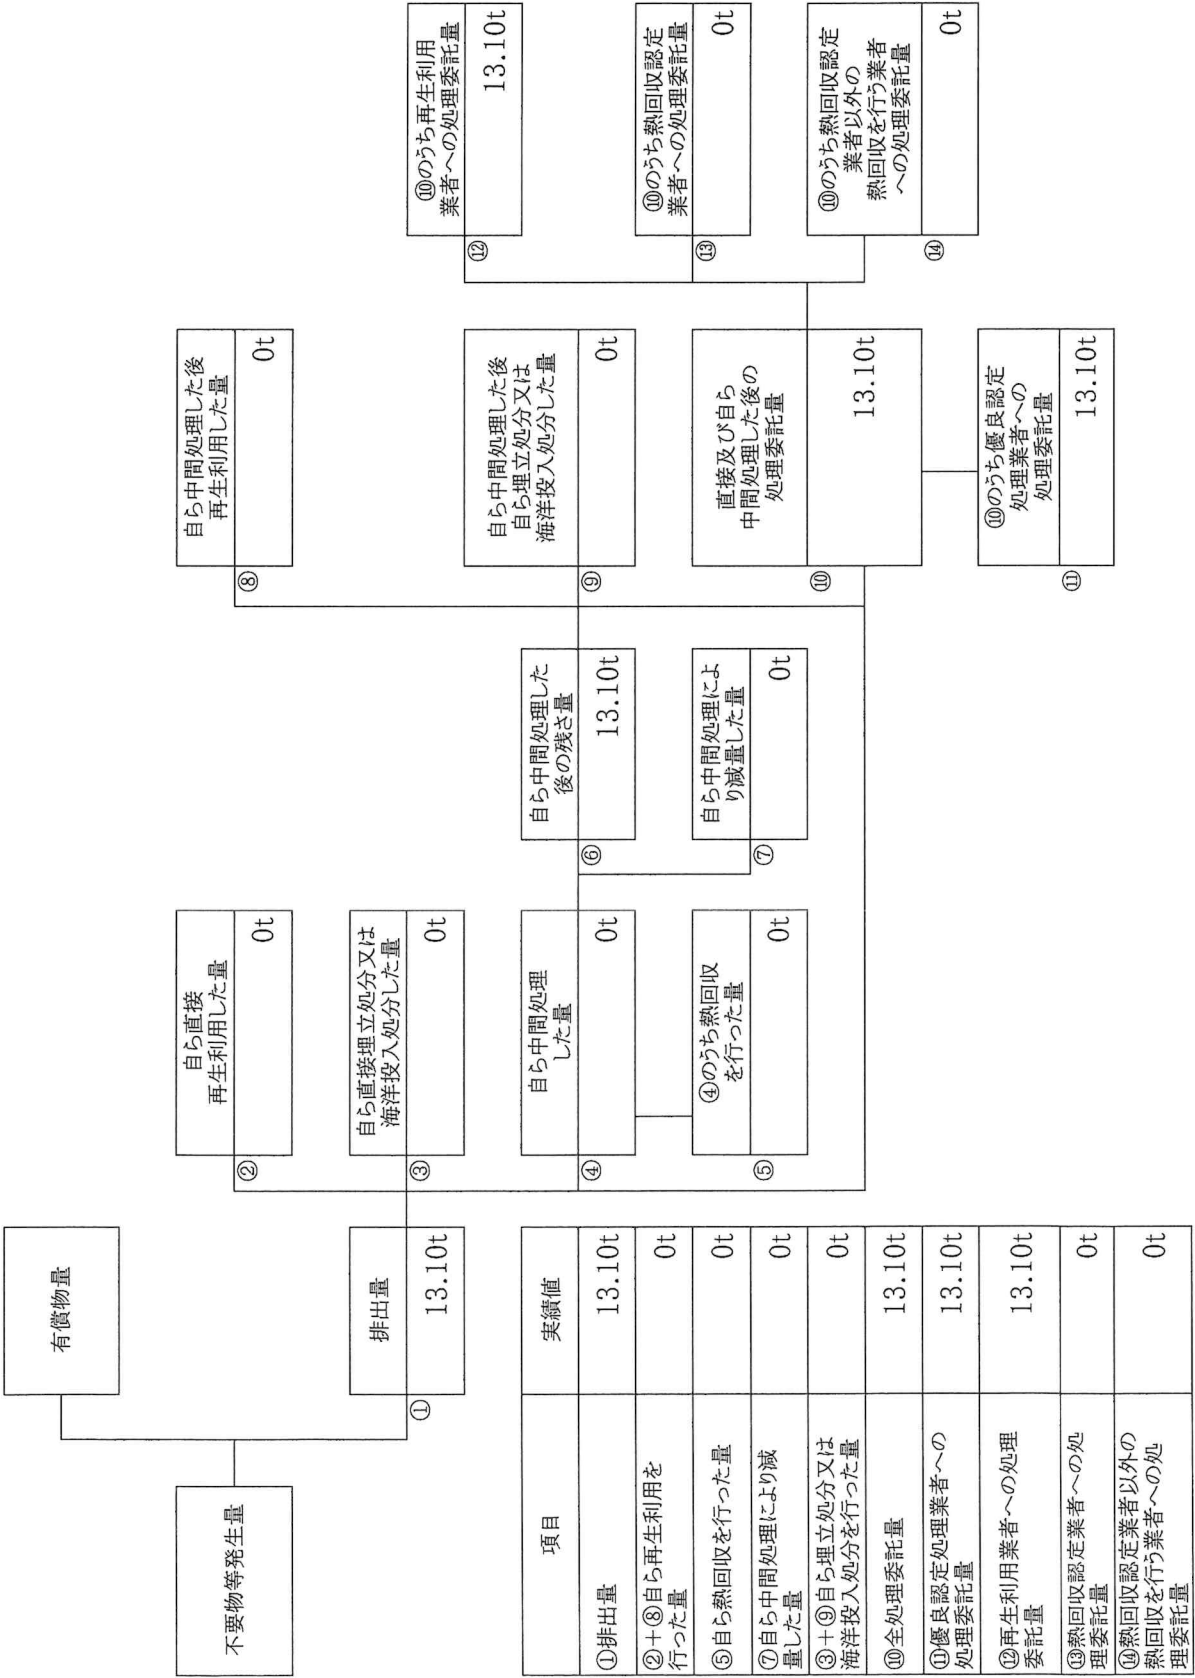 不要物等発生量
有償物量
排出量
①
13.10t
自ら直接
再生利用した量
②
0t
自ら直接埋立処分又は
海洋投入処分した量
③
0t
自ら中間処理
した量
④
0t
④のうち熱回収
を行った量
⑤
0t
自ら中間処理した
後の残さ量
⑥
13.10t
自ら中間処理によ
り減量した量
⑦
0t
自ら中間処理した後
再生利用した量
⑧
0t
自ら中間処理した後
自ら埋立処分又は
海洋投入処分した量
⑨
0t
直接及び自ら
中間処理した後の
処理委託量
⑩
13.10t
⑩のうち優良認定
処理業者への
処理委託量
⑪
13.10t
⑩のうち再生利用
業者への処理委託量
⑫
13.10t
⑩のうち熱回収認定
業者への処理委託量
⑬
0t
⑩のうち熱回収認定
業者以外の
熱回収を行う業者
への処理委託量
⑭
0t
項目 実績値
①排出量 13.10t
②+⑧自ら再生利用を 0t
行った量
⑤自ら熱回収を行った量 0t
⑦自ら中間処理により減 0t
量した量
③+⑨自ら埋立処分又は 0t
海洋投入処分を行った量
⑩全処理委託量 13.10t
⑪優良認定処理業者への 13.10t
処理委託量
⑫再生利用業者への処理 13.10t
委託量
⑬熱回収認定業者への処 0t
理委託量
⑭熱回収認定業者以外の 0t
熱回収を行う業者への処
理委託量